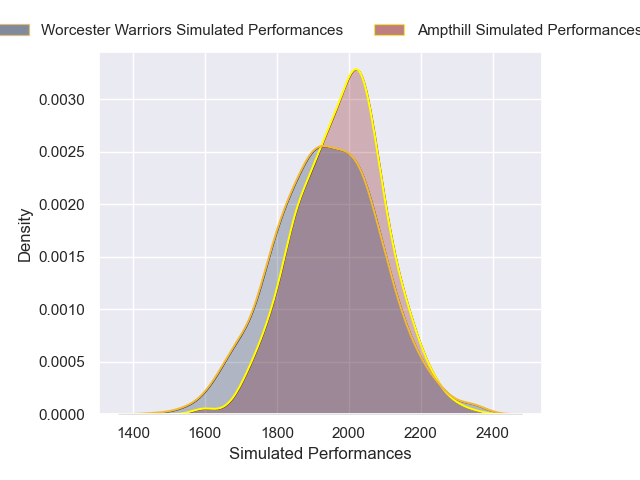 Worcester Warriors Simulated Performances
Ampthill Simulated Performances
0.0030
0.0025
0.0020
0.0015
0.0010
0.0005
0.0000
Density
1400 1600 1800 2000 2200 2400
Simulated Performances